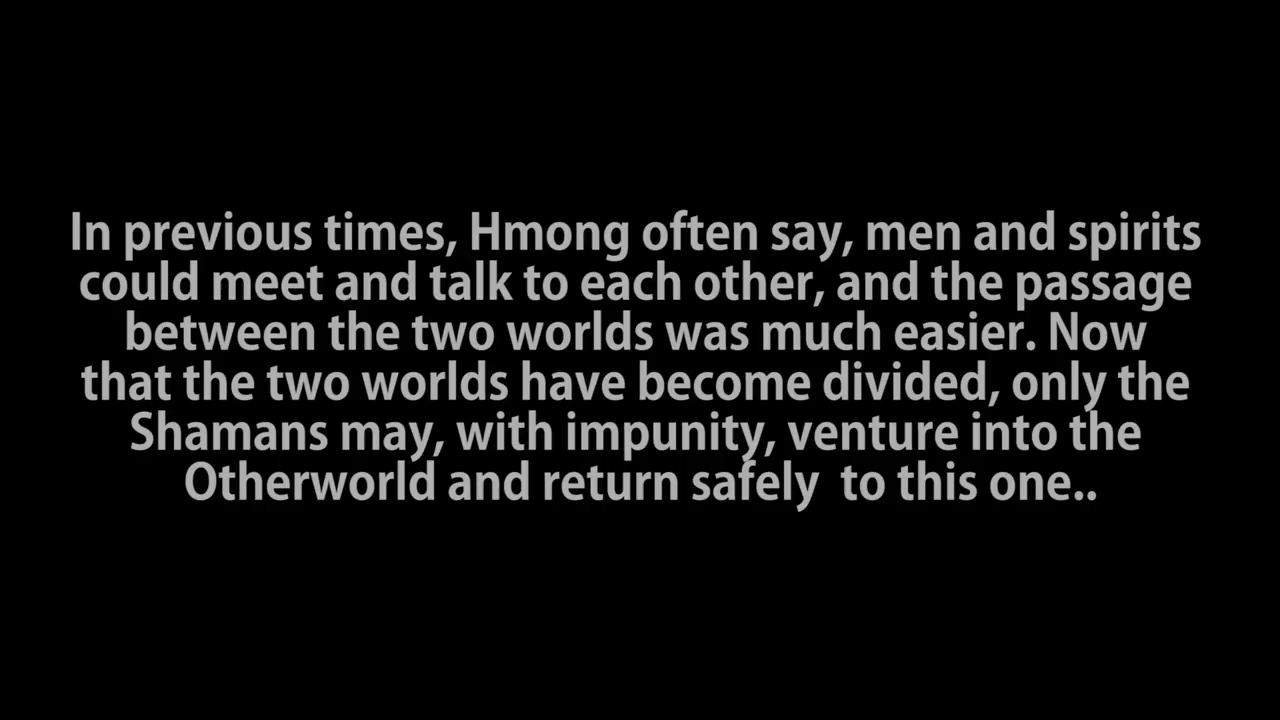 In previous times, Hmong often say, men and spirits
could meet and talk to each other, and the passage
between the two worlds was much easier. Now
that the two worlds have become divided, only the
Shamans may, with impunity, venture into the
Otherworld and return safely  to this one..